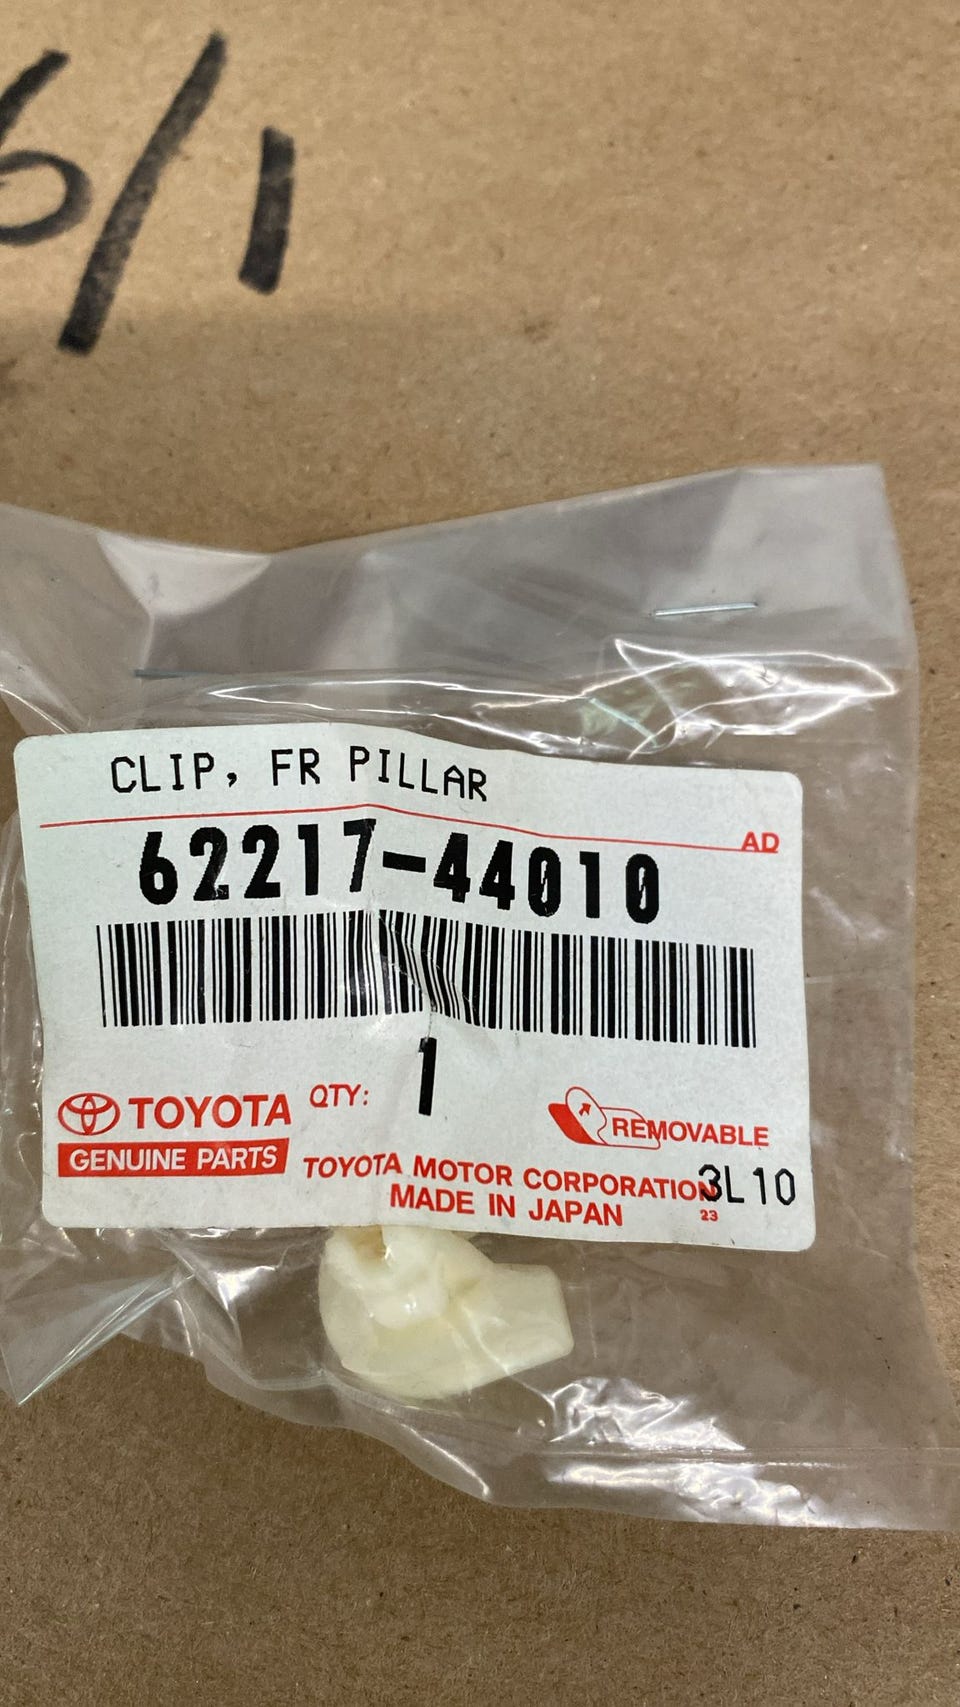 6/1
CLIP, FR PILLAR
AD
62217-44010
1
TOYOTA QTY:
REMOVABLE
GENUINE PARTS
TOYOTA MOTOR CORPORATION 3L10
MADE IN JAPAN 23